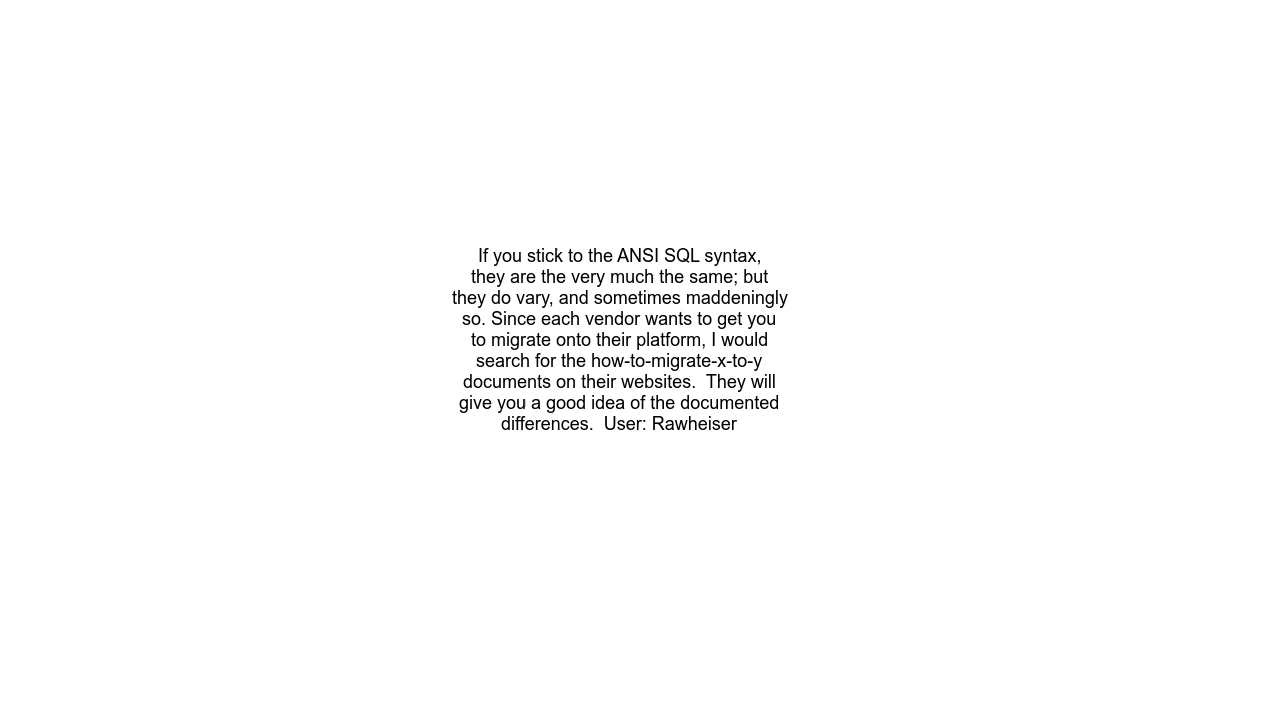 If you stick to the ANSI SQL syntax,
they are the very much the same; but
they do vary, and sometimes maddeningly
so. Since each vendor wants to get you
to migrate onto their platform, I would
search for the how-to-migrate-x-to-y
documents on their websites.  They will
give you a good idea of the documented
differences.  User: Rawheiser